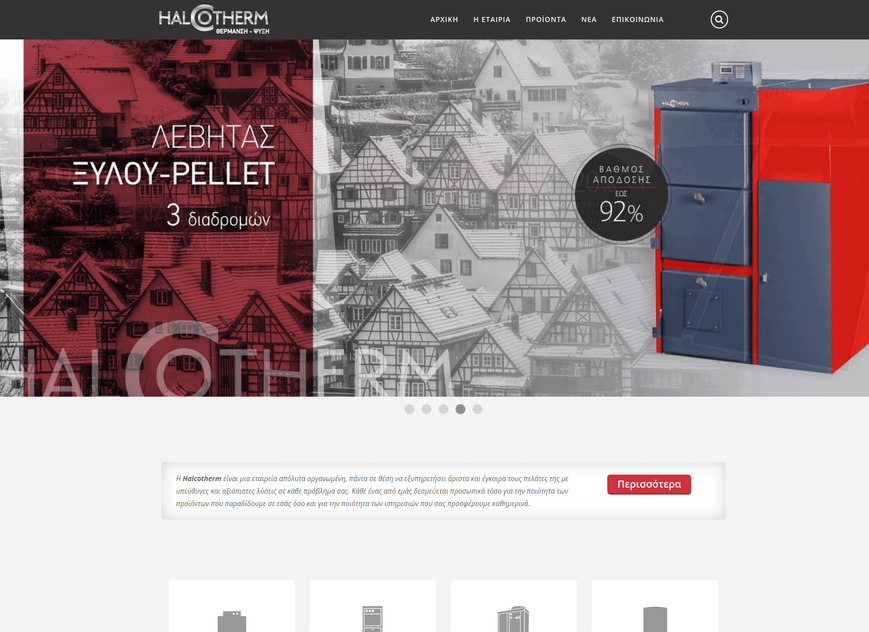 HALCOTHERM
ΘΕΡΜΑΝΣΗ - ΨΥΞΗ
ΑΡΧΙΚΗ Η ΕΤΑΙΡΙΑ ΠΡΟΪΟΝΤΑ ΝΕΑ ΕΠΙΚΟΙΝΩΝΙΑ
ΛΕΒΗΤΑΣ
ΞΥΛΟΥ-PELLET
3 διαδρομών
ΒΑΘΜΟΣ
ΑΠΟΔΟΣΗΣ
ΕΩΣ
92%
HALCOTHERM
HALCOTHERM
Η Halcotherm είναι μια εταιρεία απόλυτα οργανωμένη, πάντα σε θέση να εξυπηρετήσει άριστα και έγκαιρα τους πελάτες της με
υπεύθυνες και αξιόπιστες λύσεις σε κάθε πρόβλημα σας. Κάθε ένας από εμάς δεσμεύεται προσωπικά τόσο για την ποιότητα των
προϊόντων που παραδίδουμε σε εσάς όσο και για την ποιότητα των υπηρεσιών που σας προσφέρουμε καθημερινά.
Περισσότερα